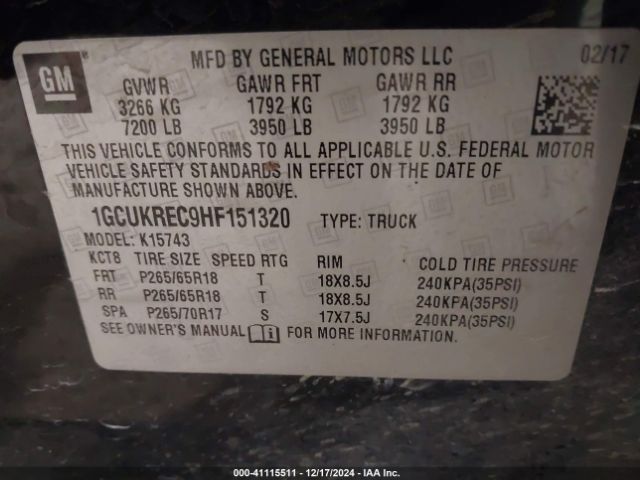 GM
MFD BY GENERAL MOTORS LLC 02/17
GVWR GAWR FRT GAWR RR
3266 KG 1792 KG 1792 KG
7200 LB 3950 LB 3950 LB
THIS VEHICLE CONFORMS TO ALL APPLICABLE U.S. FEDERAL MOTOR
VEHICLE SAFETY STANDARDS IN EFFECT ON THE DATE OF
MANUFACTURE SHOWN ABOVE.
1GCUKREC9HF151320 TYPE: TRUCK
MODEL: K15743
KCT8 TIRE SIZE SPEED RTG RIM COLD TIRE PRESSURE
FRT P265/65R18 T 18X8.5J 240KPA(35PSI)
RR P265/65R18 T 18X8.5J 240KPA(35PSI)
SPA P265/70R17 S 17X7.5J 240KPA(35PSI)
SEE OWNER'S MANUAL FOR MORE INFORMATION.
000-41115511 - 12/17/2024 - IAA Inc.